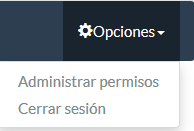 Opciones
Administrar permisos
Cerrar sesión